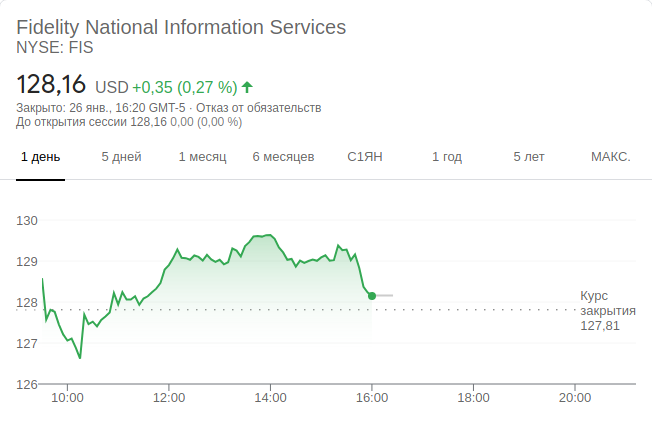 Fidelity National Information Services
NYSE: FIS
128,16 USD +0,35 (0,27 %)
Закрыто: 26 янв., 16:20 GMT-5 · Отказ от обязательств
До открытия сессии 128,16 0,00 (0,00 %)
1 день 5 дней 1 месяц 6 месяцев С1ЯН 1 год 5 лет МАКС.
130
129
128
127
126
Курс
закрытия
127,81
10:00 12:00 14:00 16:00 18:00 20:00